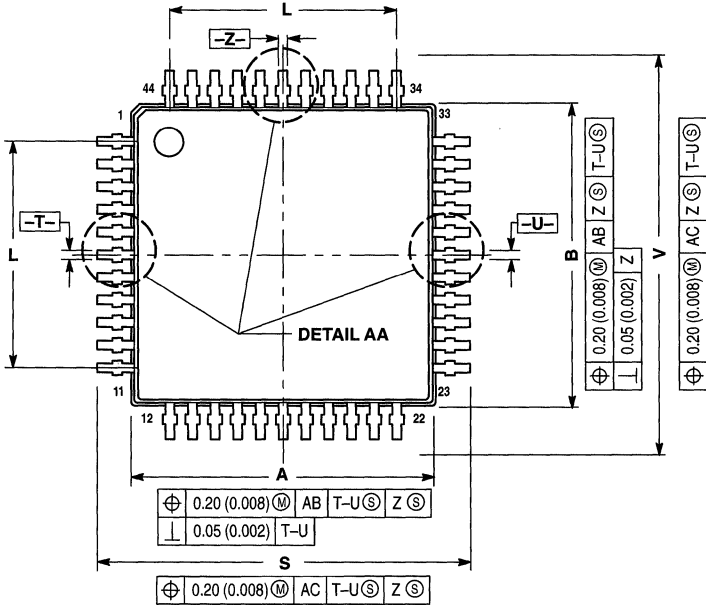 L
–Z–
44
34
1
33
–T–
–U–
L
B
V
⌖ 0.20 (0.008) Ⓜ AB Z Ⓢ T–U Ⓢ
⊥ 0.05 (0.002) Z
⌖ 0.20 (0.008) Ⓜ AC Z Ⓢ T–U Ⓢ
DETAIL AA
11
23
12
22
A
⌖ 0.20 (0.008) Ⓜ AB T–U Ⓢ Z Ⓢ
⊥ 0.05 (0.002) T–U
S
⌖ 0.20 (0.008) Ⓜ AC T–U Ⓢ Z Ⓢ